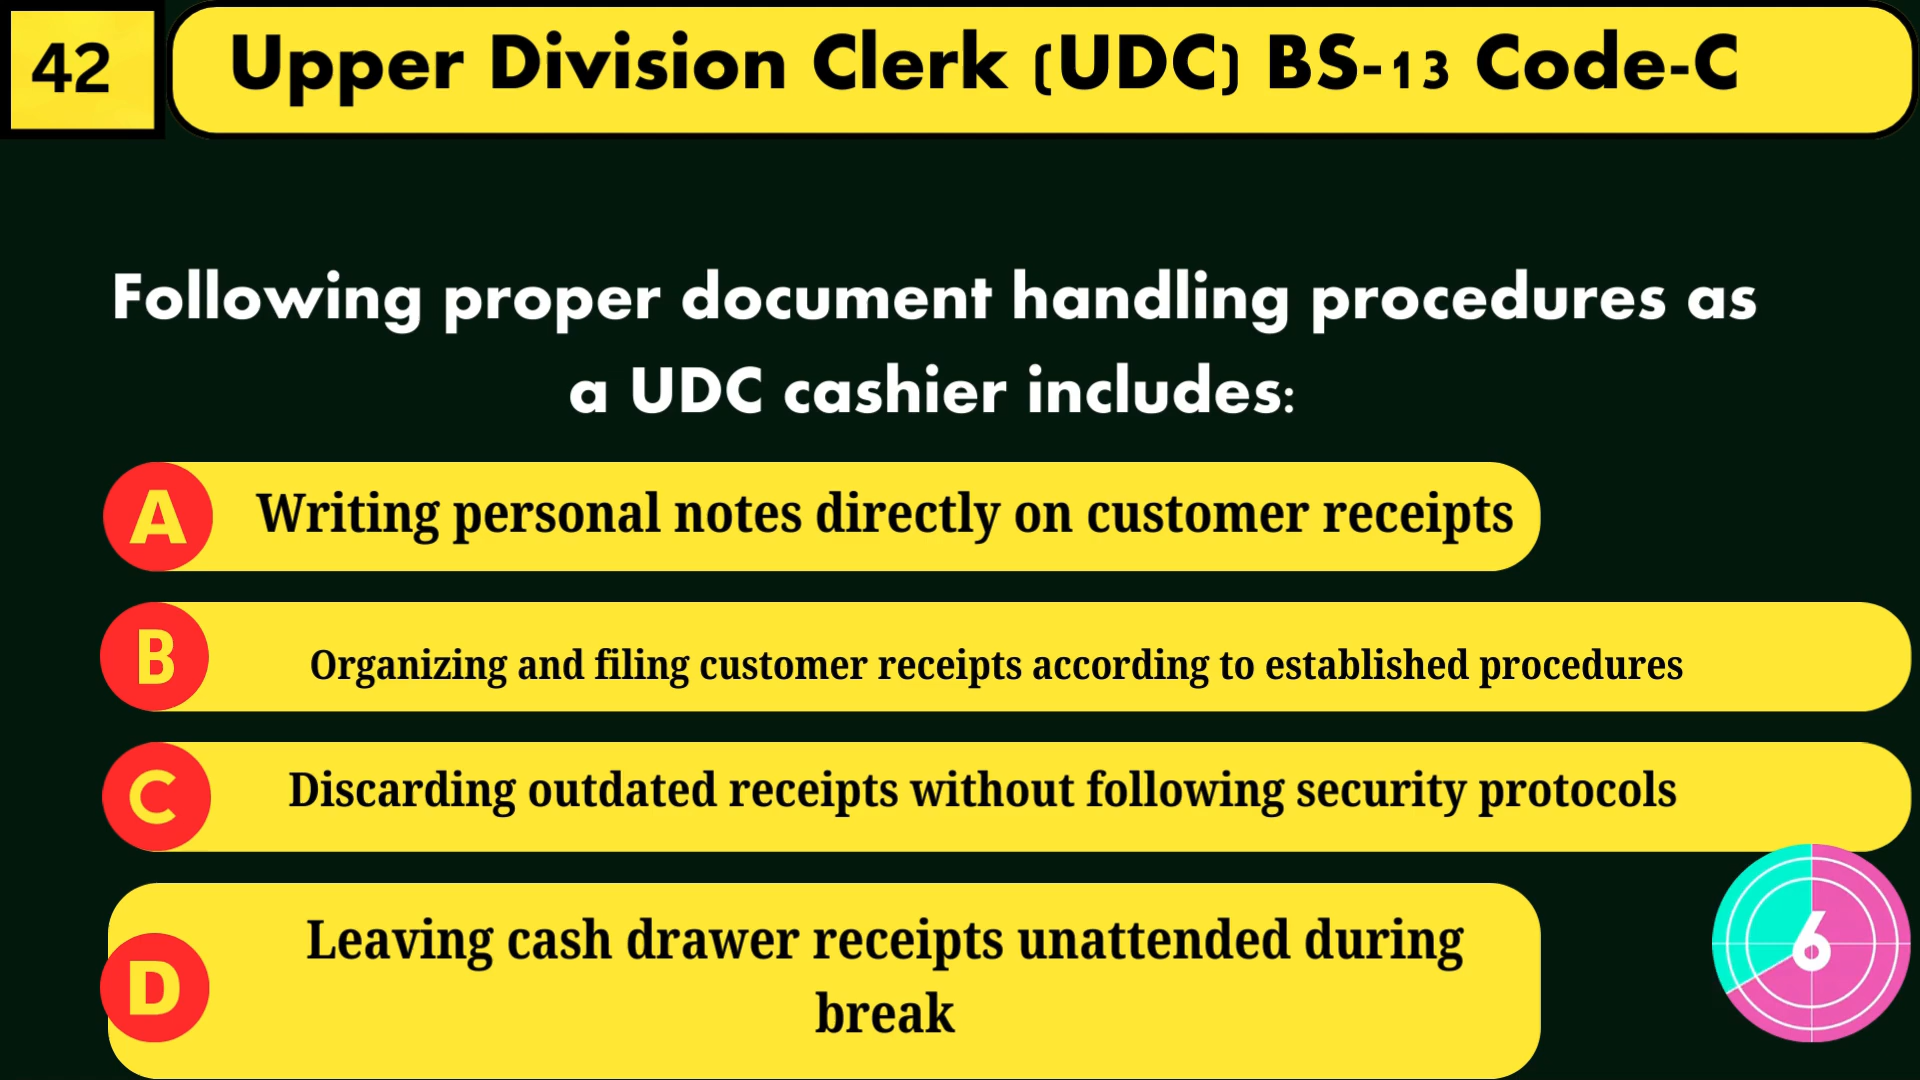 42
Upper Division Clerk (UDC) BS-13 Code-C
Following proper document handling procedures as
a UDC cashier includes:
A Writing personal notes directly on customer receipts
B Organizing and filing customer receipts according to established procedures
C Discarding outdated receipts without following security protocols
D Leaving cash drawer receipts unattended during
break
6